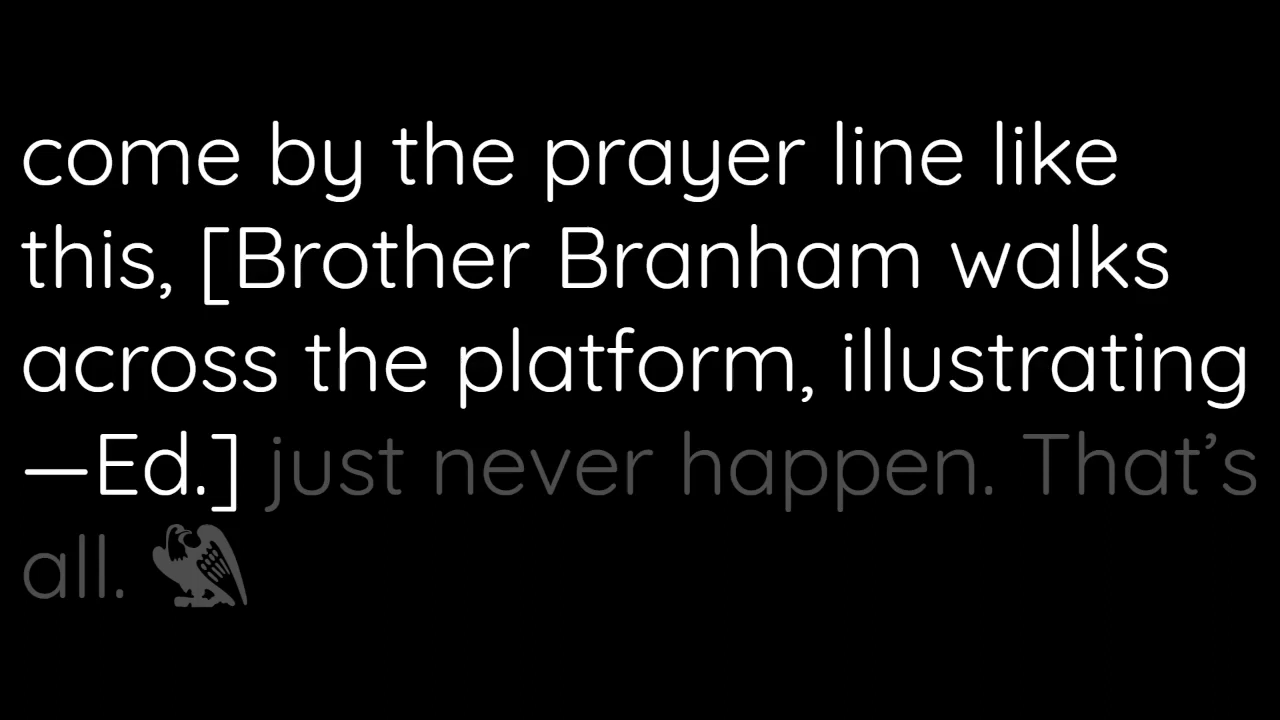 come by the prayer line like
this, [Brother Branham walks
across the platform, illustrating
—Ed.] just never happen. That’s
all.